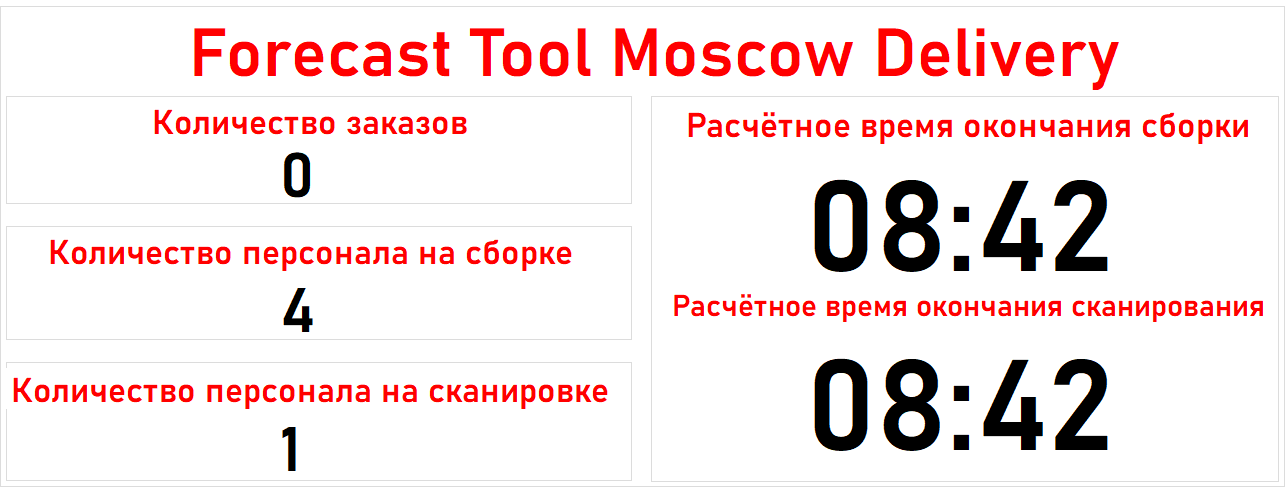 Forecast Tool Moscow Delivery
Количество заказов
0
Количество персонала на сборке
4
Количество персонала на сканировке
1
Расчётное время окончания сборки
08:42
Расчётное время окончания сканирования
08:42